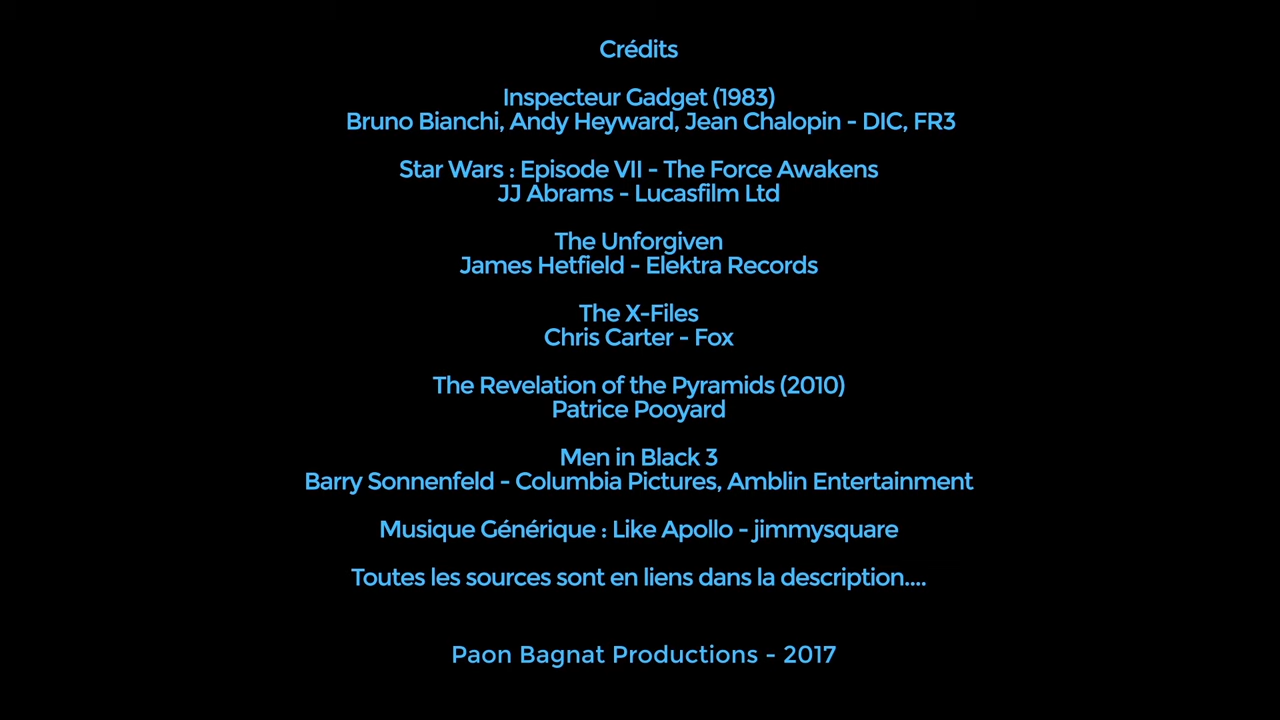 Crédits
Inspecteur Gadget (1983)
Bruno Bianchi, Andy Heyward, Jean Chalopin - DIC, FR3
Star Wars : Episode VII - The Force Awakens
JJ Abrams - Lucasfilm Ltd
The Unforgiven
James Hetfield - Elektra Records
The X-Files
Chris Carter - Fox
The Revelation of the Pyramids (2010)
Patrice Pooyard
Men in Black 3
Barry Sonnenfeld - Columbia Pictures, Amblin Entertainment
Musique Générique : Like Apollo - jimmysquare
Toutes les sources sont en liens dans la description....
Paon Bagnat Productions - 2017